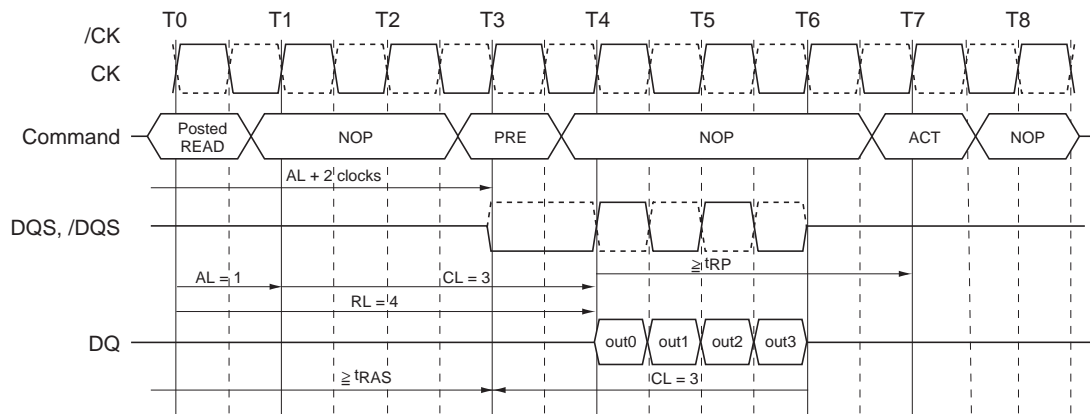 T0 T1 T2 T3 T4 T5 T6 T7 T8
/CK
CK
Command
Posted
READ
NOP PRE NOP ACT NOP
AL + 2 clocks
DQS, /DQS
≧ tRP
AL = 1 CL = 3
RL = 4
DQ
out0 out1 out2 out3
≧ tRAS CL = 3